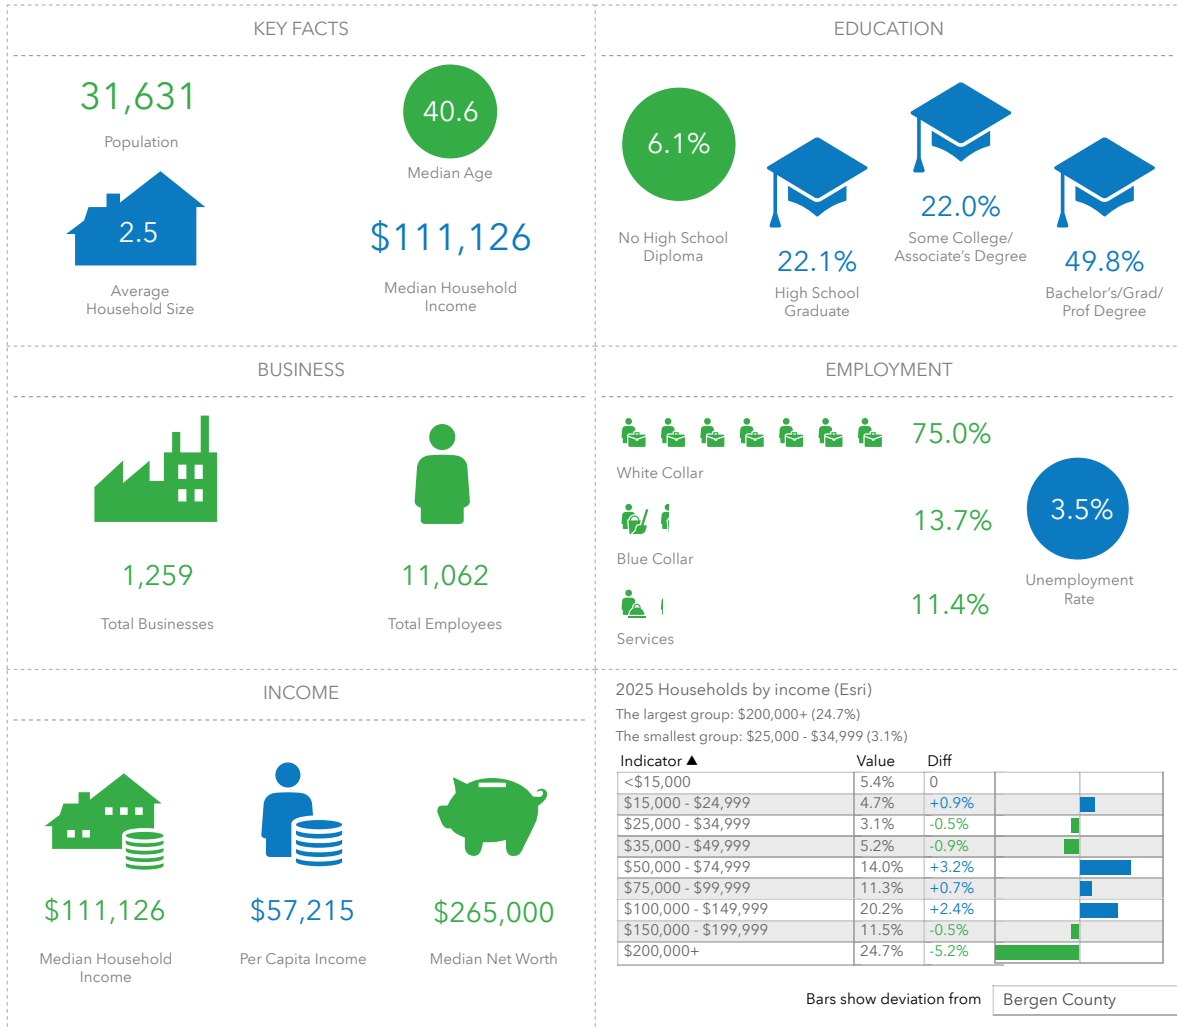 KEY FACTS
31,631
Population
40.6
Median Age
2.5
Average
Household Size
$111,126
Median Household
Income
EDUCATION
6.1%
No High School
Diploma
22.1%
High School
Graduate
22.0%
Some College/
Associate's Degree
49.8%
Bachelor's/Grad/
Prof Degree
BUSINESS
1,259
Total Businesses
11,062
Total Employees
EMPLOYMENT
75.0%
White Collar
13.7%
Blue Collar
11.4%
Services
3.5%
Unemployment
Rate
INCOME
$111,126
Median Household
Income
$57,215
Per Capita Income
$265,000
Median Net Worth
2025 Households by income (Esri)
The largest group: $200,000+ (24.7%)
The smallest group: $25,000 - $34,999 (3.1%)
Indicator ▲ Value Diff
<$15,000 5.4% 0
$15,000 - $24,999 4.7% +0.9%
$25,000 - $34,999 3.1% -0.5%
$35,000 - $49,999 5.2% -0.9%
$50,000 - $74,999 14.0% +3.2%
$75,000 - $99,999 11.3% +0.7%
$100,000 - $149,999 20.2% +2.4%
$150,000 - $199,999 11.5% -0.5%
$200,000+ 24.7% -5.2%
Bars show deviation from Bergen County